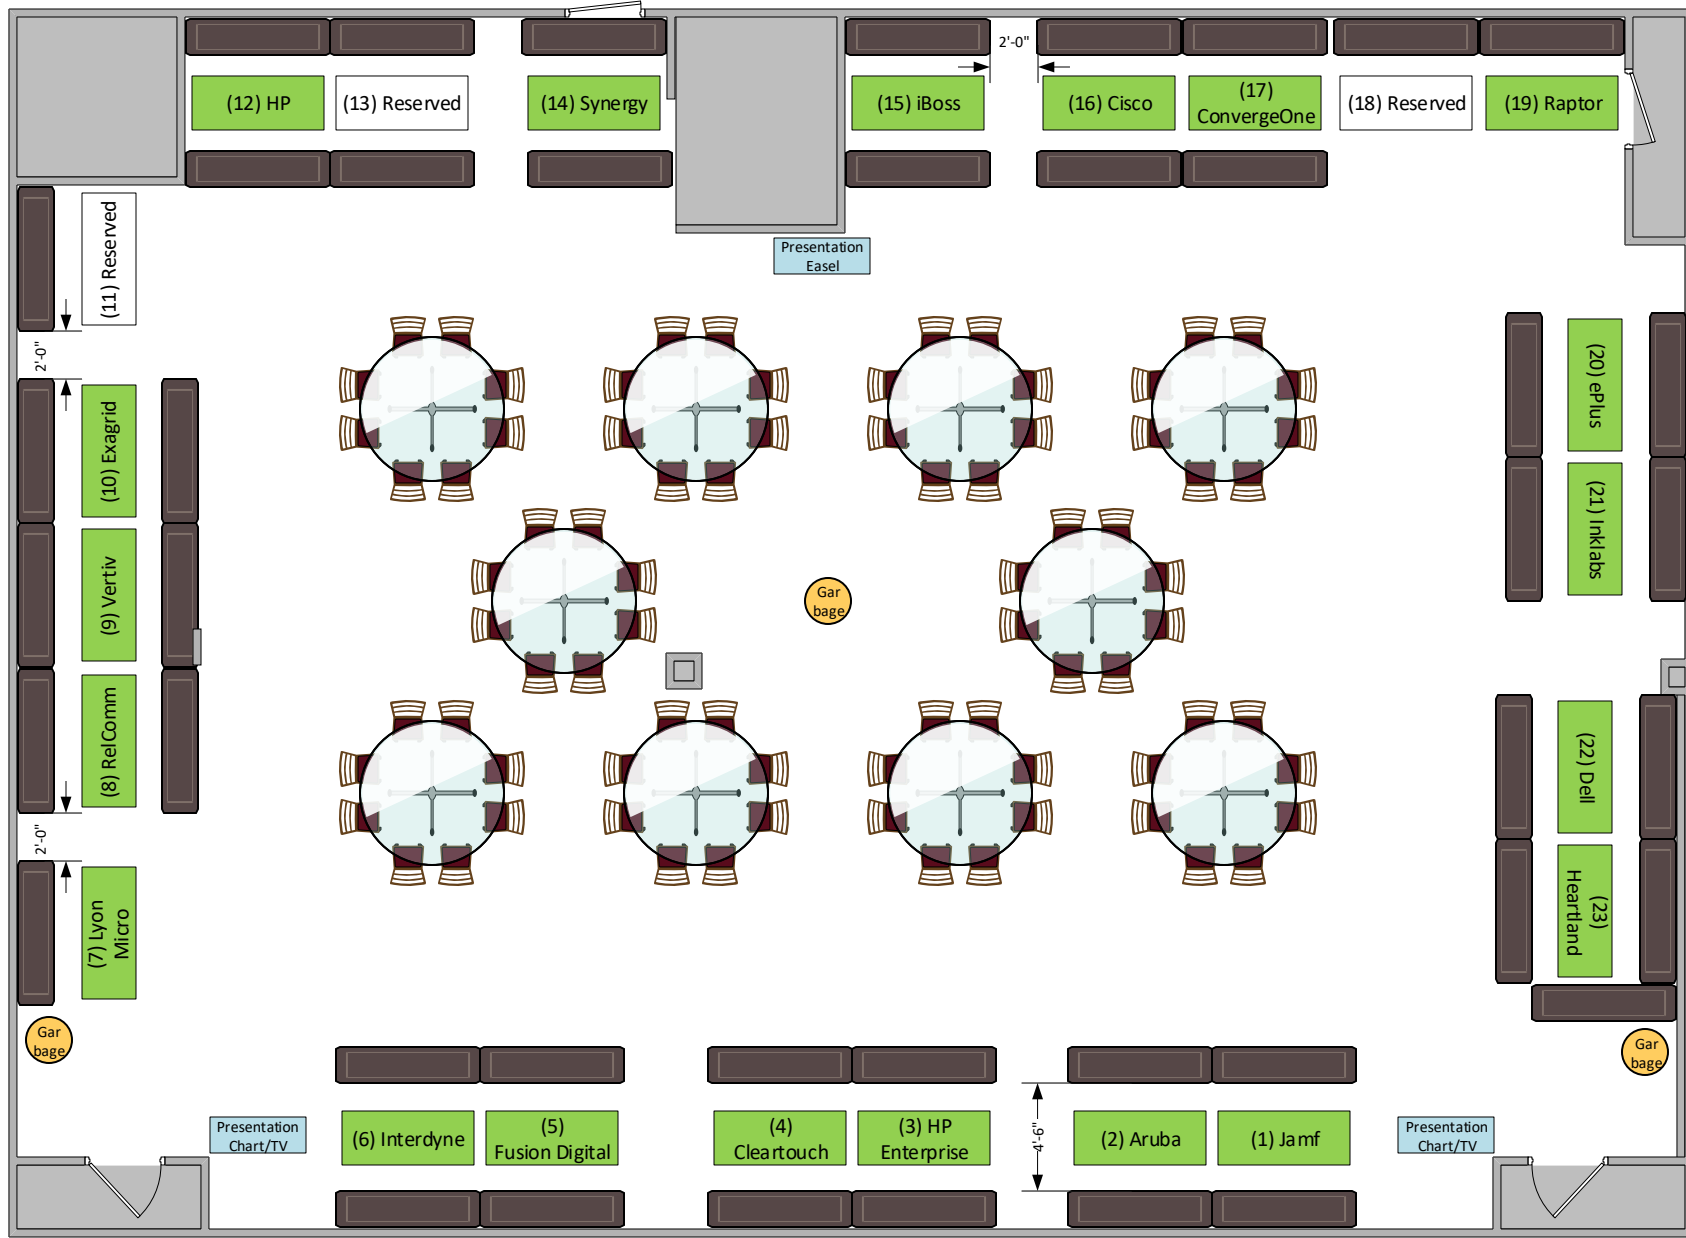 2'-0"
(12) HP
(13) Reserved
(14) Synergy
(15) iBoss
(16) Cisco
(17)
ConvergeOne
(18) Reserved
(19) Raptor
(11) Reserved
Presentation
Easel
2'-0"
(10) Exagrid
(20) ePlus
(21) Inklabs
(9) Vertiv
Gar
bage
(8) RelComm
(22) Dell
2'-0"
(7) Lyon
Micro
(23)
Heartland
Gar
bage
Gar
bage
Presentation
Chart/TV
(6) Interdyne
(5)
Fusion Digital
(4)
Cleartouch
(3) HP
Enterprise
4'-6"
(2) Aruba
(1) Jamf
Presentation
Chart/TV